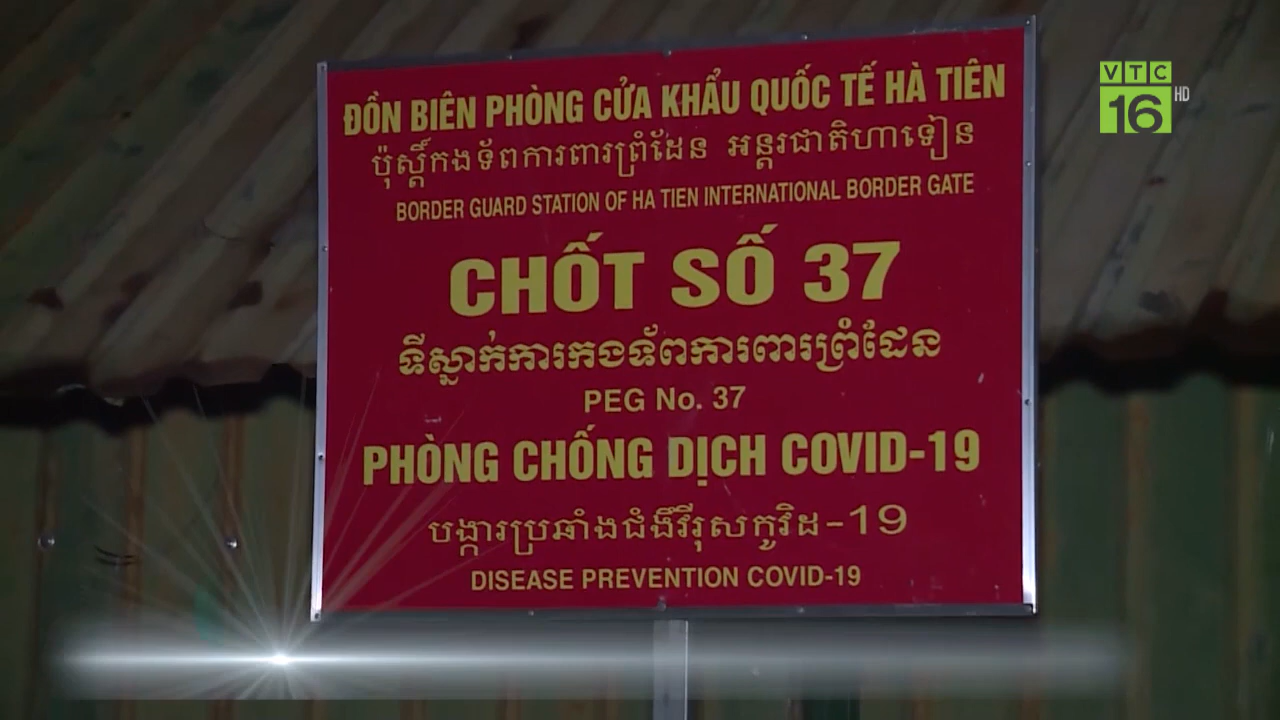 VTC
16 HD
ĐỒN BIÊN PHÒNG CỬA KHẨU QUỐC TẾ HÀ TIÊN
ប៉ុស្តិ៍កងទ័ពការពារព្រំដែន អន្តរជាតិហាទៀន
BORDER GUARD STATION OF HA TIEN INTERNATIONAL BORDER GATE
CHỐT SỐ 37
ទីស្នាក់ការកងទ័ពការពារព្រំដែន
PEG No. 37
PHÒNG CHỐNG DỊCH COVID-19
បង្ការប្រឆាំងជំងឺវីរុសកូវិដ-19
DISEASE PREVENTION COVID-19